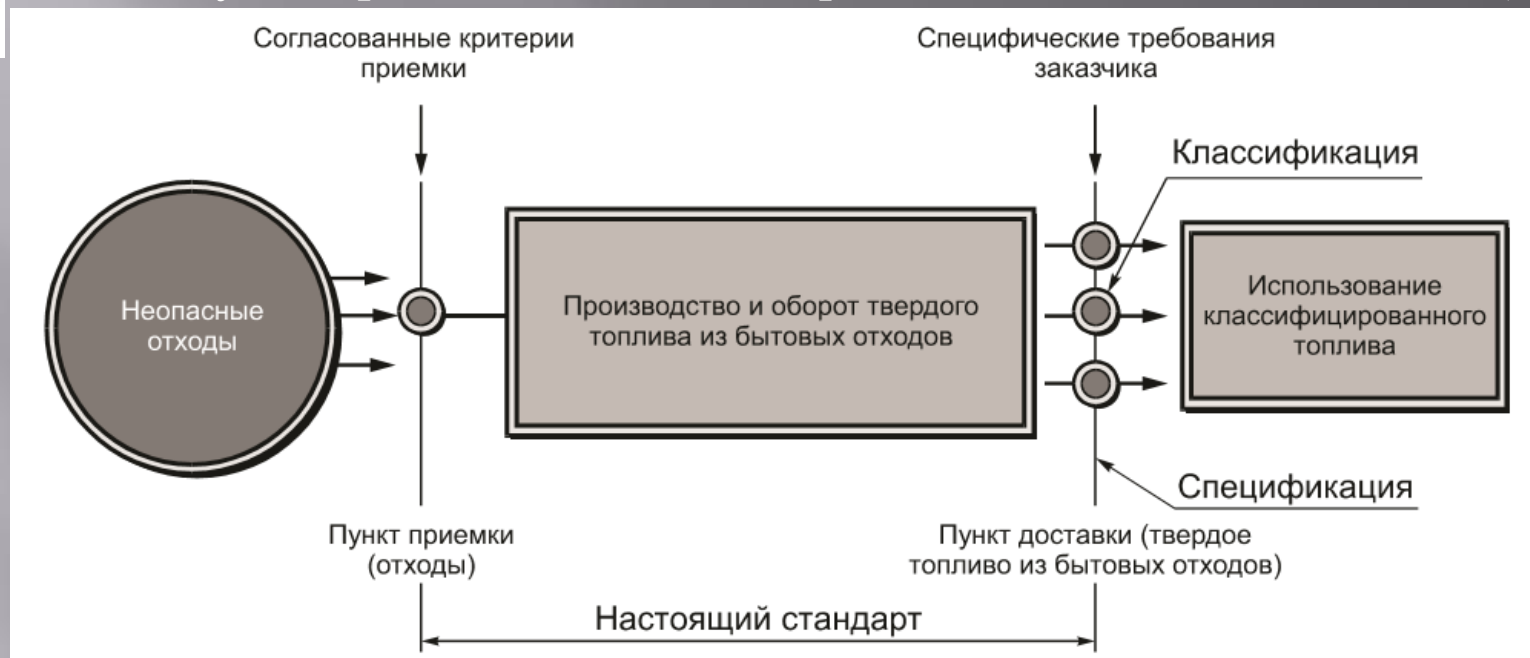 Согласованные критерии
приемки
Специфические требования
заказчика
Классификация
Неопасные
отходы
Производство и оборот твердого
топлива из бытовых отходов
Использование
классифицированного
топлива
Спецификация
Пункт приемки
(отходы)
Пункт доставки (твердое
топливо из бытовых отходов)
Настоящий стандарт